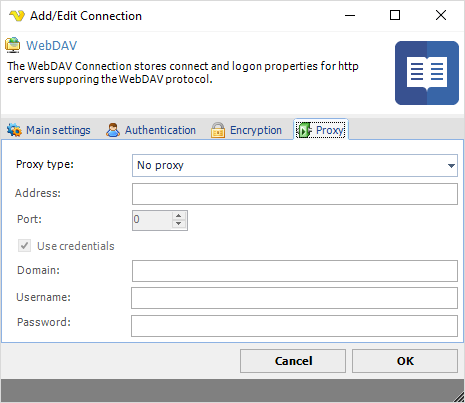 Add/Edit Connection
WebDAV
The WebDAV Connection stores connect and logon properties for http
servers supporing the WebDAV protocol.
Main settings Authentication Encryption Proxy
Proxy type: No proxy
Address:
Port: 0
Use credentials
Domain:
Username:
Password:
Cancel OK